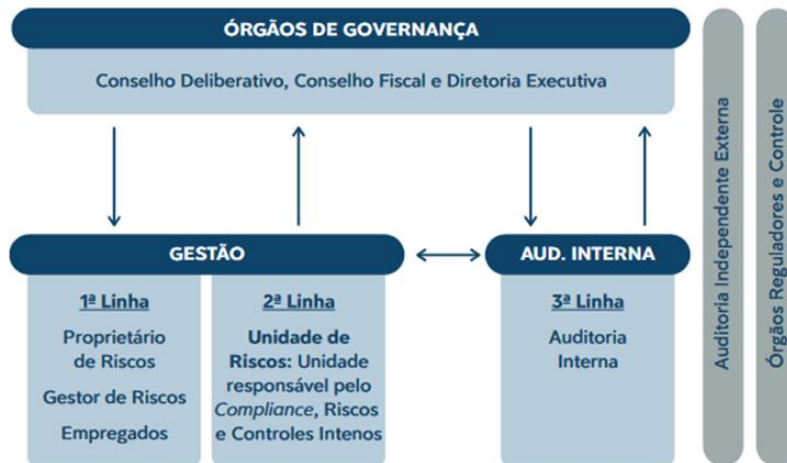 ÓRGÃOS DE GOVERNANÇA
Conselho Deliberativo, Conselho Fiscal e Diretoria Executiva
GESTÃO
1ª Linha
Proprietário
de Riscos
Gestor de Riscos
Empregados
2ª Linha
Unidade de
Riscos: Unidade
responsável pelo
Compliance, Riscos
e Controles Intenos
AUD. INTERNA
3ª Linha
Auditoria
Interna
Auditoria Independente Externa
Órgãos Reguladores e Controle